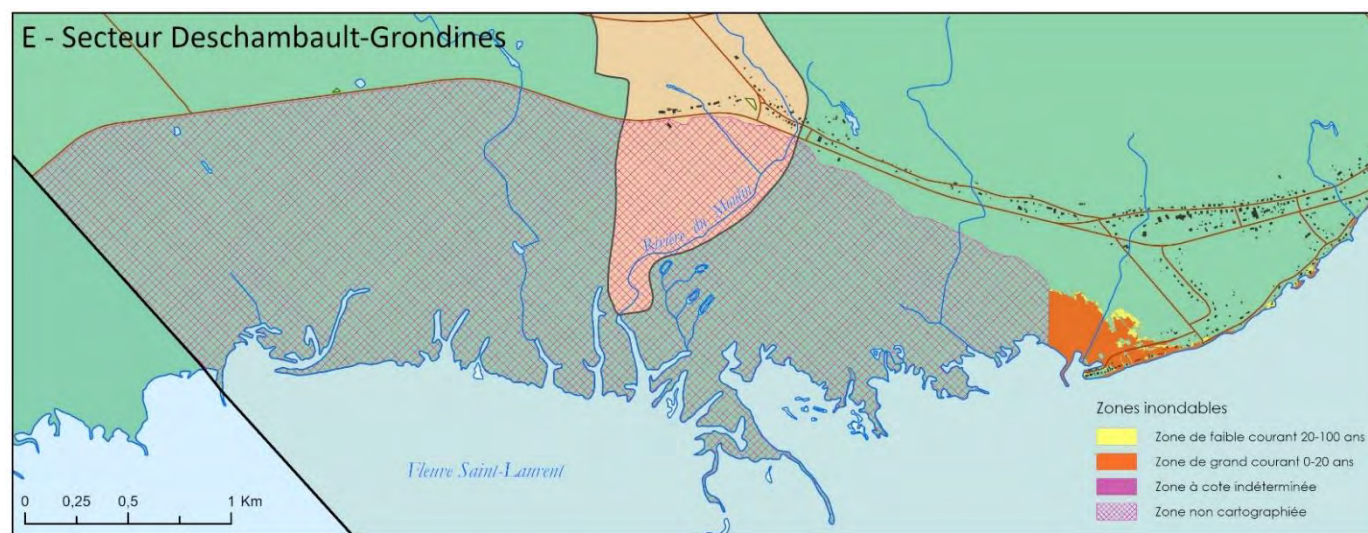 E - Secteur Deschambault-Grondines
Rivière du Moulin
Fleuve Saint-Laurent
Zones inondables
Zone de faible courant 20-100 ans
Zone de grand courant 0-20 ans
Zone à cote indéterminée
Zone non cartographiée
0 0,25 0,5 1 Km